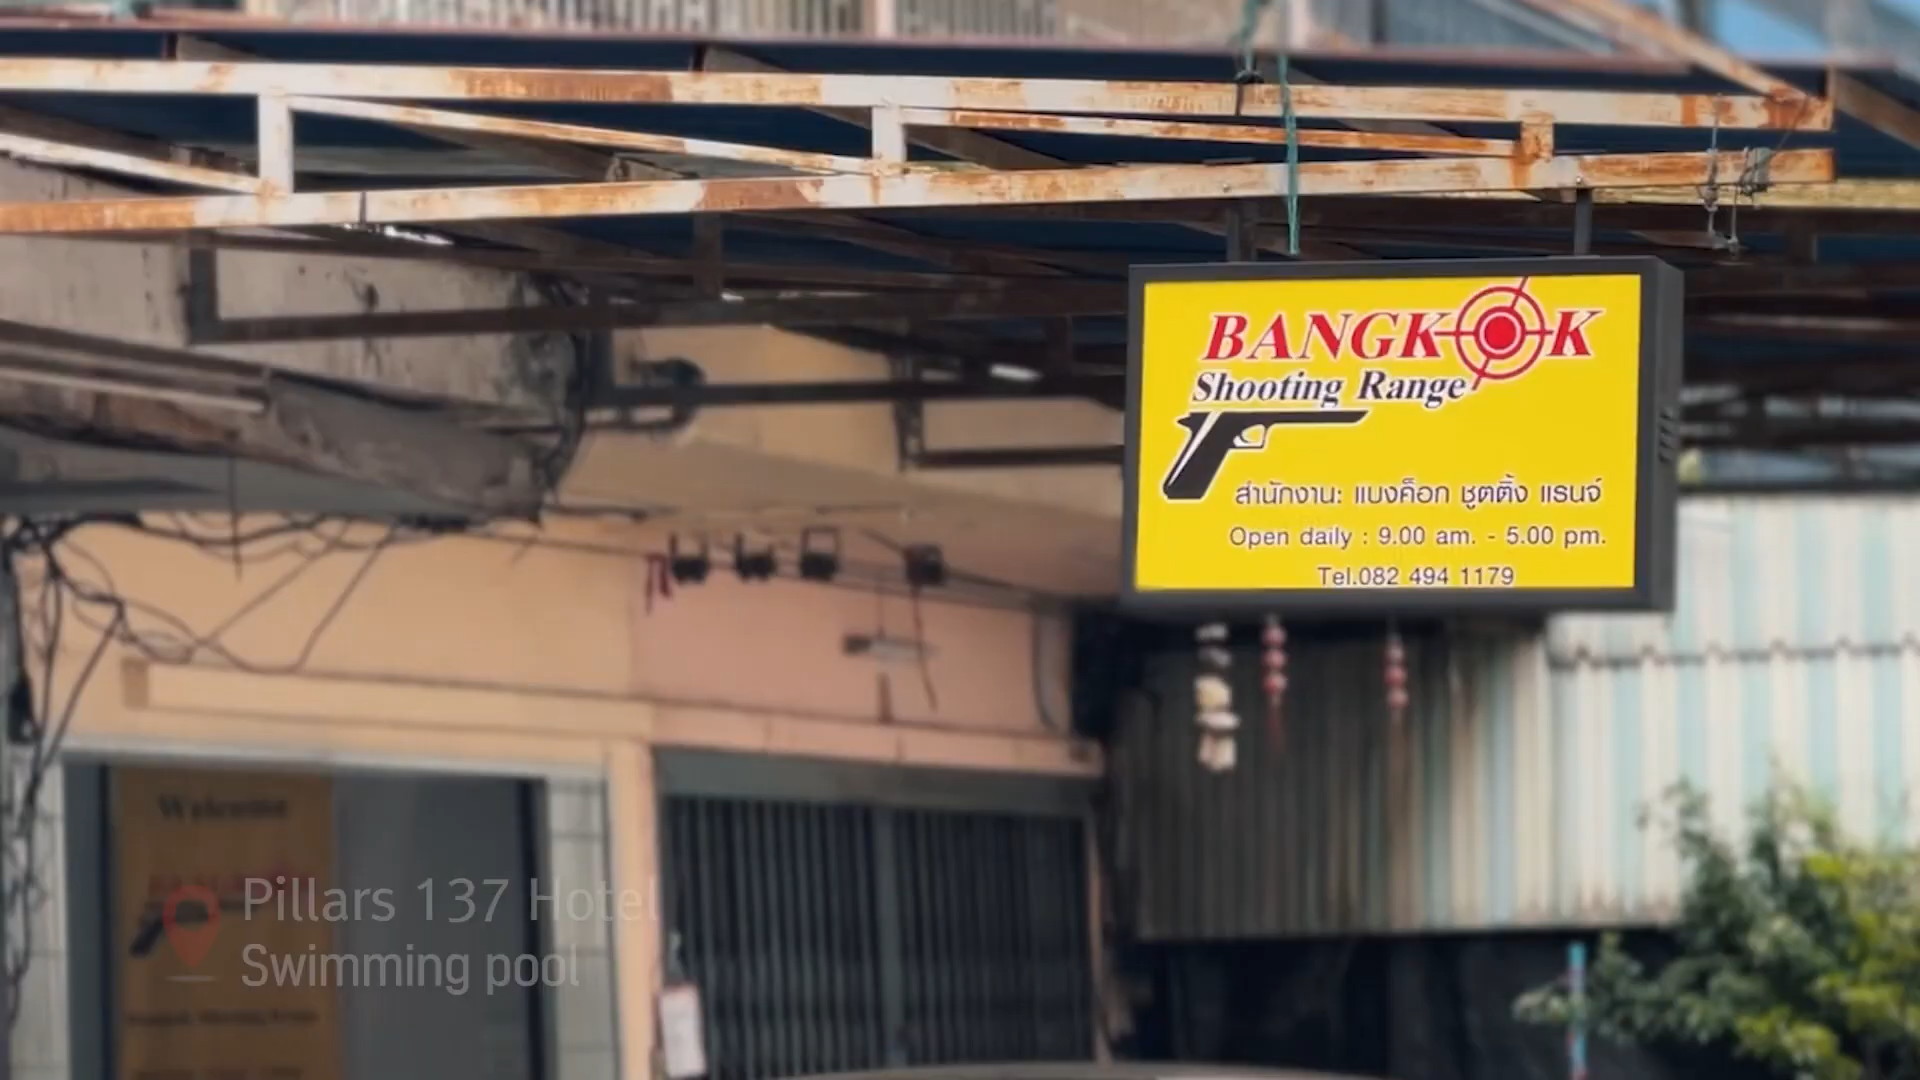 BANGKOK
Shooting Range
สำนักงาน: แบงค็อก ชูตติ้ง แรนจ์
Open daily : 9.00 am. - 5.00 pm.
Tel.082 494 1179
Welcome
Pillars 137 Hotel
Swimming pool